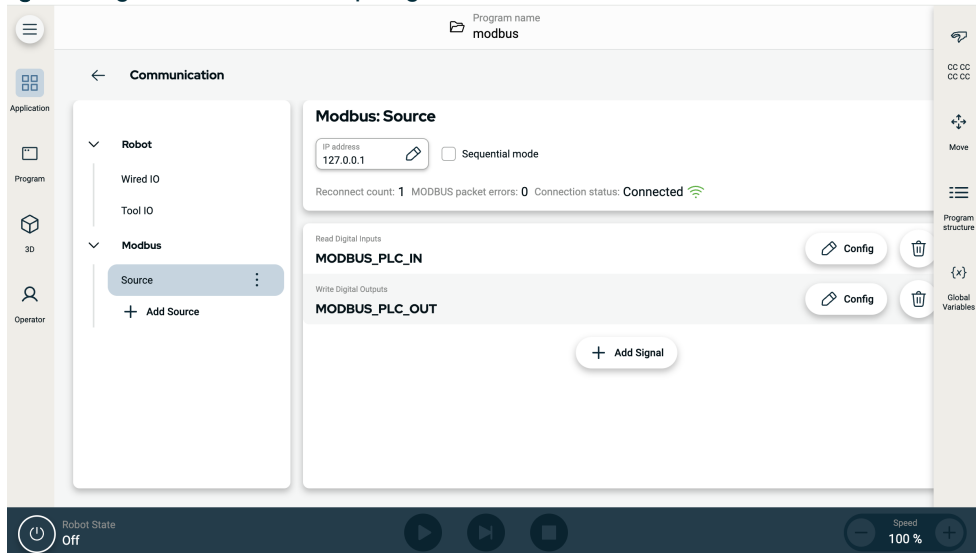 Program name
modbus
Communication
Application
Program
3D
Operator
Robot
Wired IO
Tool IO
Modbus
Source
Add Source
Modbus: Source
IP address
127.0.0.1
Sequential mode
Reconnect count: 1 MODBUS packet errors: 0 Connection status: Connected
Read Digital Inputs
MODBUS_PLC_IN
Config
Write Digital Outputs
MODBUS_PLC_OUT
Config
Add Signal
CC CC
CC CC
Move
Program
structure
{x}
Global
Variables
Robot State
Off
Speed
100 %